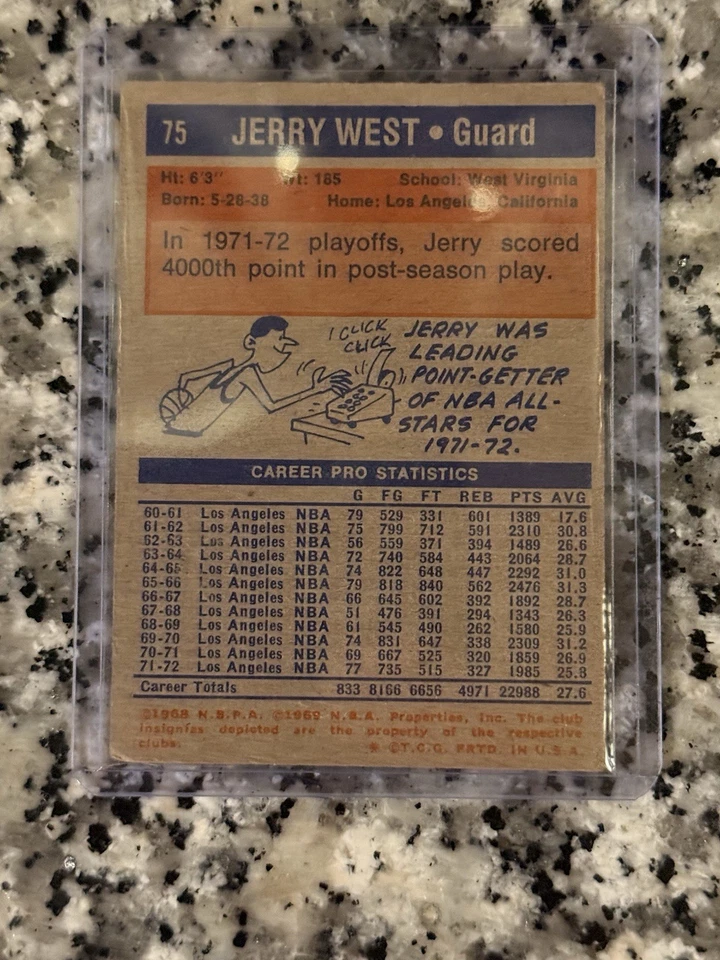 75 JERRY WEST • Guard
Ht: 6'3" Wt: 185 School: West Virginia
Born: 5-28-38 Home: Los Angeles, California
In 1971-72 playoffs, Jerry scored
4000th point in post-season play.
CLICK
CLICK
JERRY WAS
LEADING
POINT-GETTER
OF NBA ALL-
STARS FOR
1971-72.
CAREER PRO STATISTICS
G FG FT REB PTS AVG
60-61 Los Angeles NBA 79 529 331 601 1389 17.6
61-62 Los Angeles NBA 75 799 712 591 2310 30.8
62-63 Los Angeles NBA 56 559 371 394 1489 26.6
63-64 Los Angeles NBA 72 740 584 443 2064 28.7
64-65 Los Angeles NBA 74 822 648 447 2292 31.0
65-66 Los Angeles NBA 79 818 840 562 2476 31.3
66-67 Los Angeles NBA 66 645 602 392 1892 28.7
67-68 Los Angeles NBA 51 476 391 294 1343 26.3
68-69 Los Angeles NBA 61 545 490 262 1580 25.9
69-70 Los Angeles NBA 74 831 647 338 2309 31.2
70-71 Los Angeles NBA 69 667 525 320 1859 26.9
71-72 Los Angeles NBA 77 735 515 327 1985 25.8
Career Totals 833 8166 6656 4971 22988 27.6
©1968 N.B.P.A. ©1969 N.B.A. Properties, Inc. The club
insignias depicted are the property of the respective
clubs. ® ©T.C.G. PRTD. IN U.S.A.